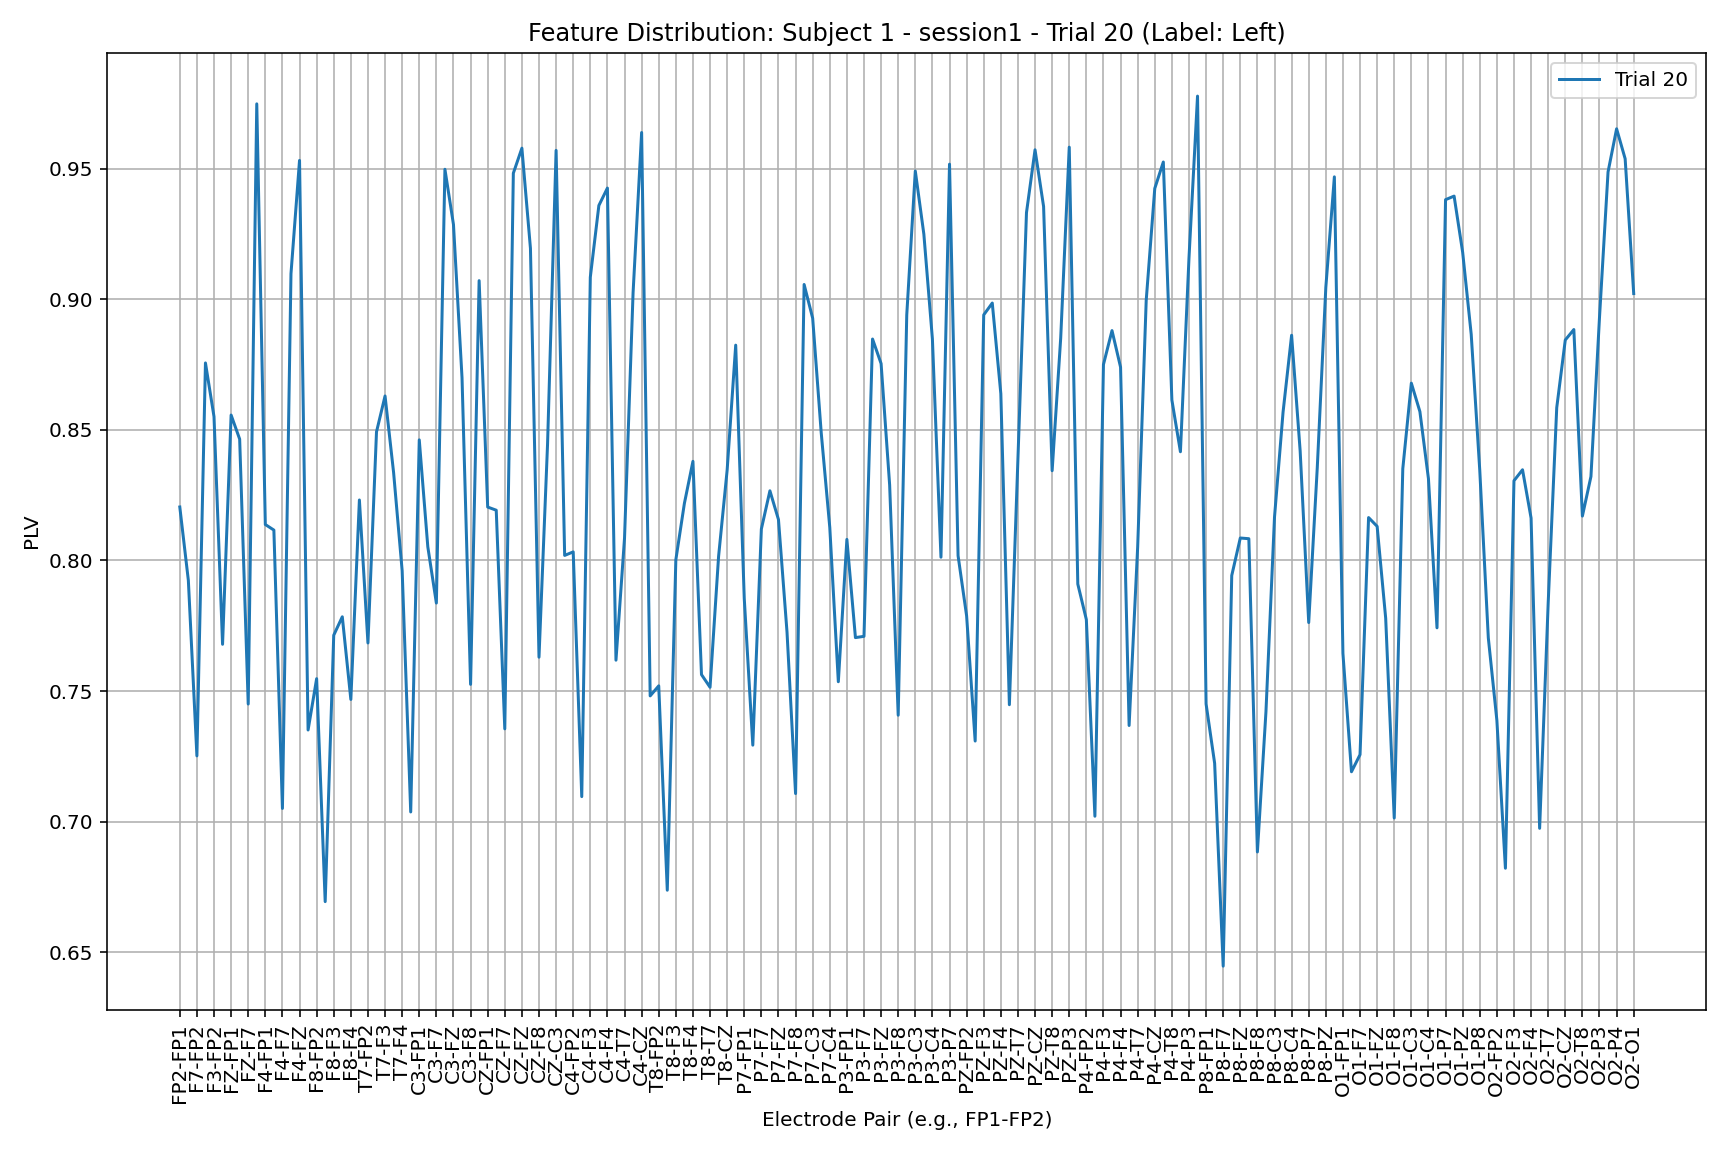 Feature Distribution: Subject 1 - session1 - Trial 20 (Label: Left)
Trial 20
PLV
0.95
0.90
0.85
0.80
0.75
0.70
0.65
FP2-FP1
F7-FP2
F3-FP2
FZ-FP1
FZ-F7
F4-FP1
F4-F7
F4-FZ
F8-FP2
F8-F3
F8-F4
T7-FP2
T7-F3
T7-F4
C3-FP1
C3-F7
C3-FZ
C3-F8
CZ-FP1
CZ-F7
CZ-FZ
CZ-F8
CZ-C3
C4-FP2
C4-F3
C4-F4
C4-T7
C4-CZ
T8-FP2
T8-F3
T8-F4
T8-T7
T8-CZ
P7-FP1
P7-F7
P7-FZ
P7-F8
P7-C3
P7-C4
P3-FP1
P3-F7
P3-FZ
P3-F8
P3-C3
P3-C4
P3-P7
PZ-FP2
PZ-F3
PZ-F4
PZ-T7
PZ-CZ
PZ-T8
PZ-P3
P4-FP2
P4-F3
P4-F4
P4-T7
P4-CZ
P4-T8
P4-P3
P8-FP1
P8-F7
P8-FZ
P8-F8
P8-C3
P8-C4
P8-P7
P8-PZ
O1-FP1
O1-F7
O1-FZ
O1-F8
O1-C3
O1-C4
O1-P7
O1-PZ
O1-P8
O2-FP2
O2-F3
O2-F4
O2-T7
O2-CZ
O2-T8
O2-P3
O2-P4
O2-O1
Electrode Pair (e.g., FP1-FP2)